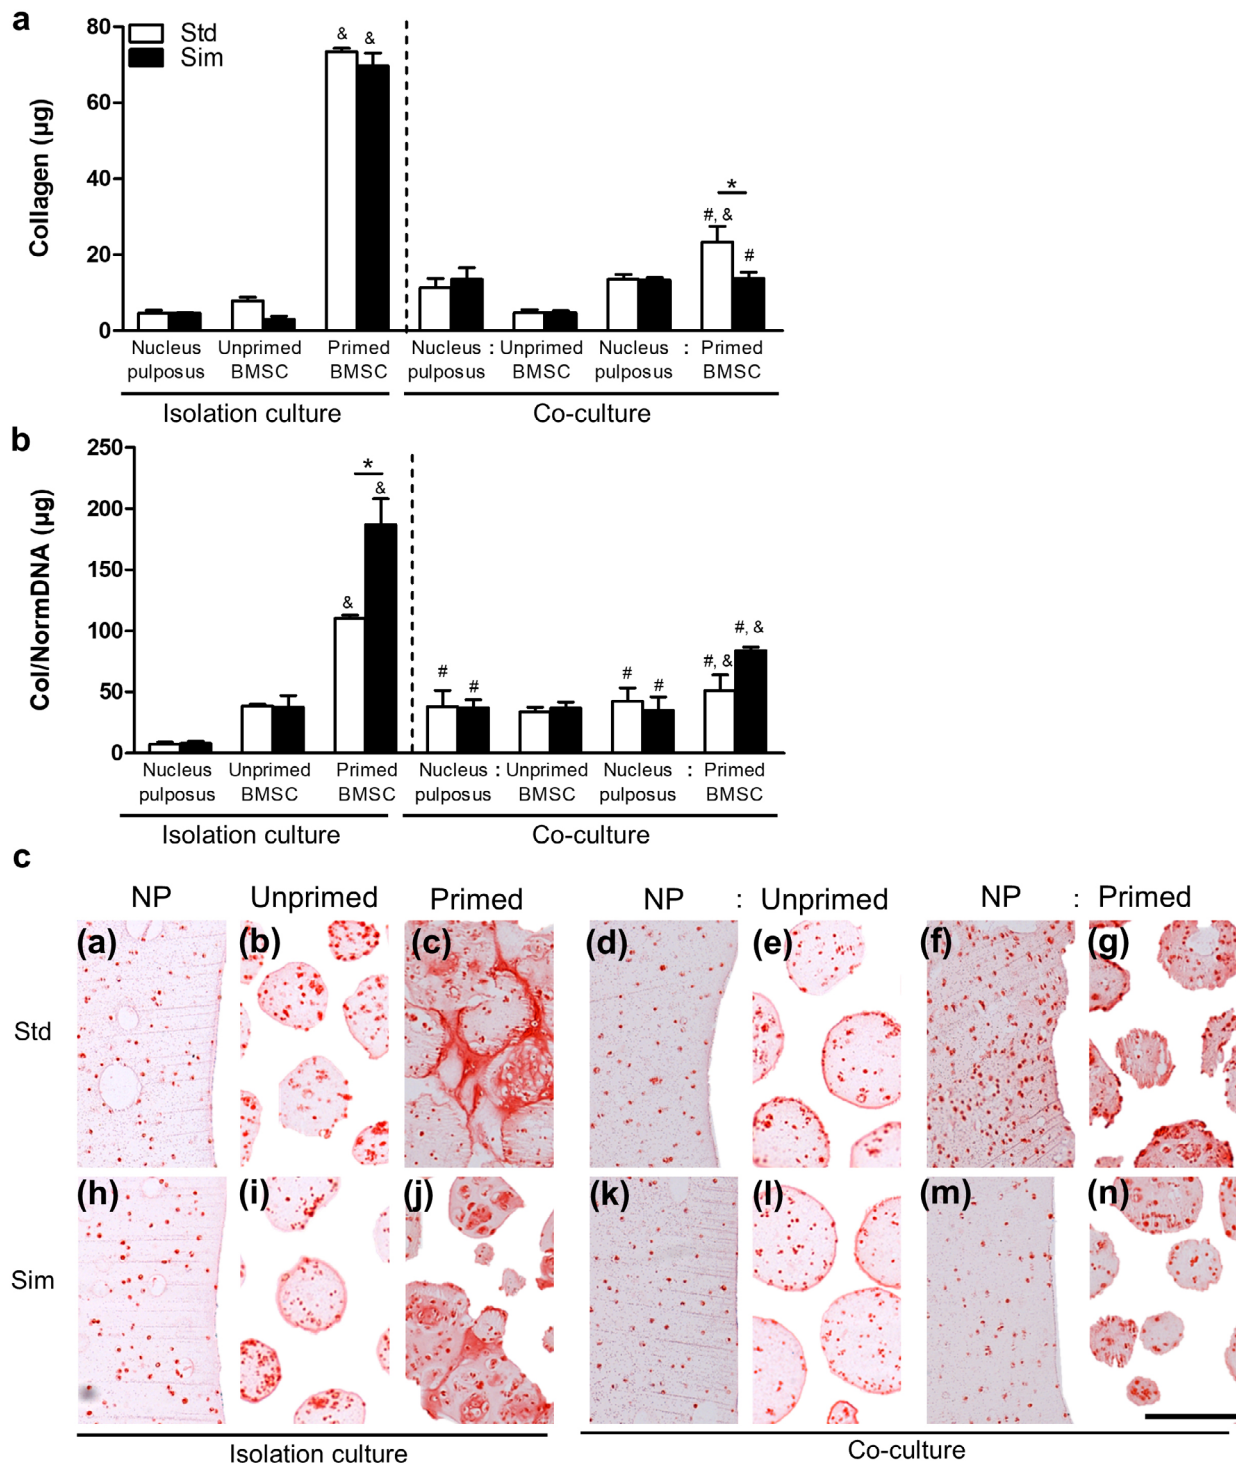 a
Std
Sim
Collagen (µg)
80
60
40
20
0
& &
*
#, &
#
Nucleus pulposus
Unprimed BMSC
Primed BMSC
Nucleus pulposus : Unprimed BMSC
Nucleus pulposus : Primed BMSC
Isolation culture
Co-culture
b
Col/NormDNA (µg)
250
200
150
100
50
0
*
&
&
# #
# #
#, &
#, &
Nucleus pulposus
Unprimed BMSC
Primed BMSC
Nucleus pulposus : Unprimed BMSC
Nucleus pulposus : Primed BMSC
Isolation culture
Co-culture
c
NP Unprimed Primed NP : Unprimed NP : Primed
Std
(a) (b) (c) (d) (e) (f) (g)
Sim
(h) (i) (j) (k) (l) (m) (n)
Isolation culture
Co-culture